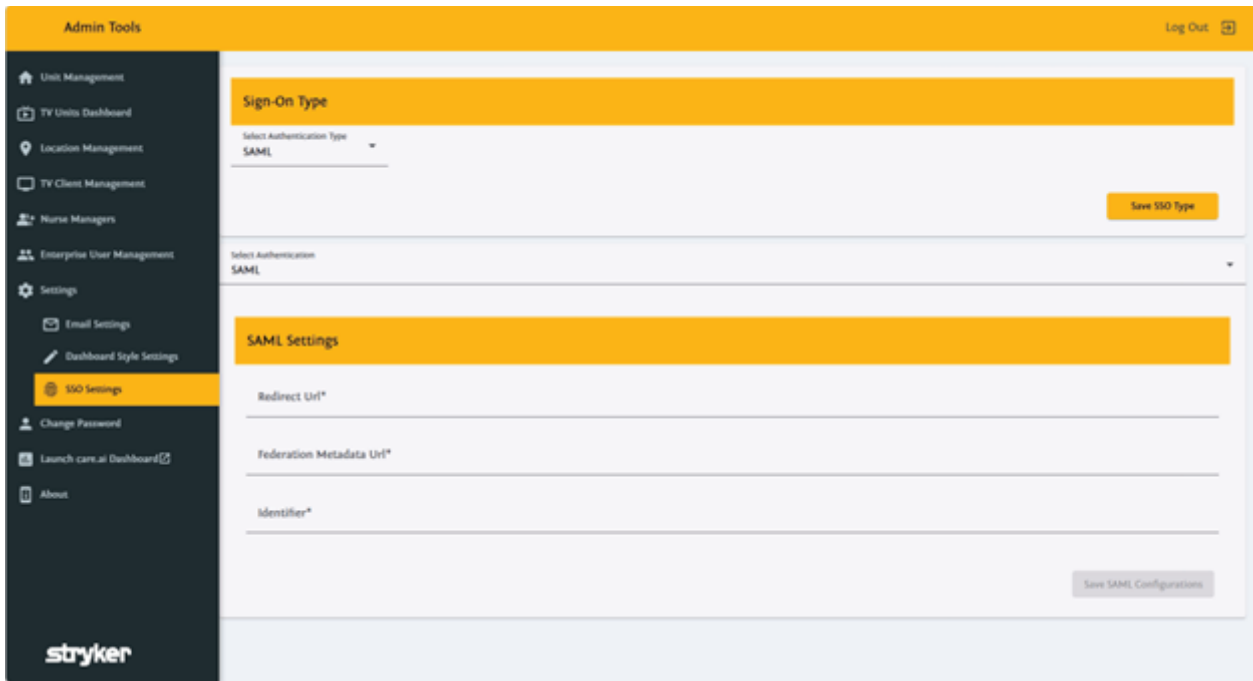 Admin Tools
Log Out
Unit Management
TV Units Dashboard
Location Management
TV Client Management
Nurse Managers
Enterprise User Management
Settings
Email Settings
Dashboard Style Settings
SSO Settings
Change Password
Launch care.ai Dashboard
About
stryker
Sign-On Type
Select Authentication Type
SAML
Save SSO Type
Select Authentication
SAML
SAML Settings
Redirect Url*
Federation Metadata Url*
Identifier*
Save SAML Configurations